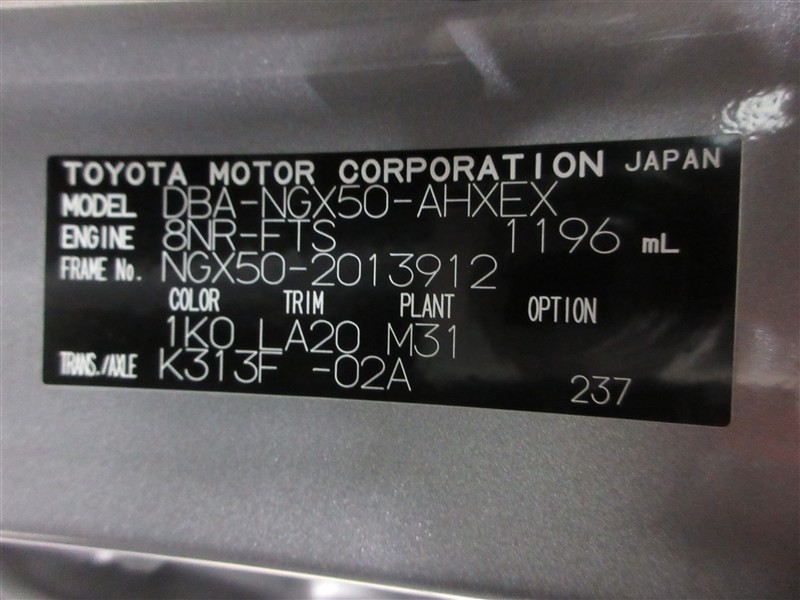 TOYOTA MOTOR CORPORATION JAPAN
MODEL DBA-NGX50-AHXEX
ENGINE 8NR-FTS 1196 mL
FRAME No. NGX50-2013912
COLOR TRIM PLANT OPTION
1K0 LA20 M31
TRANS./AXLE K313F -02A
237